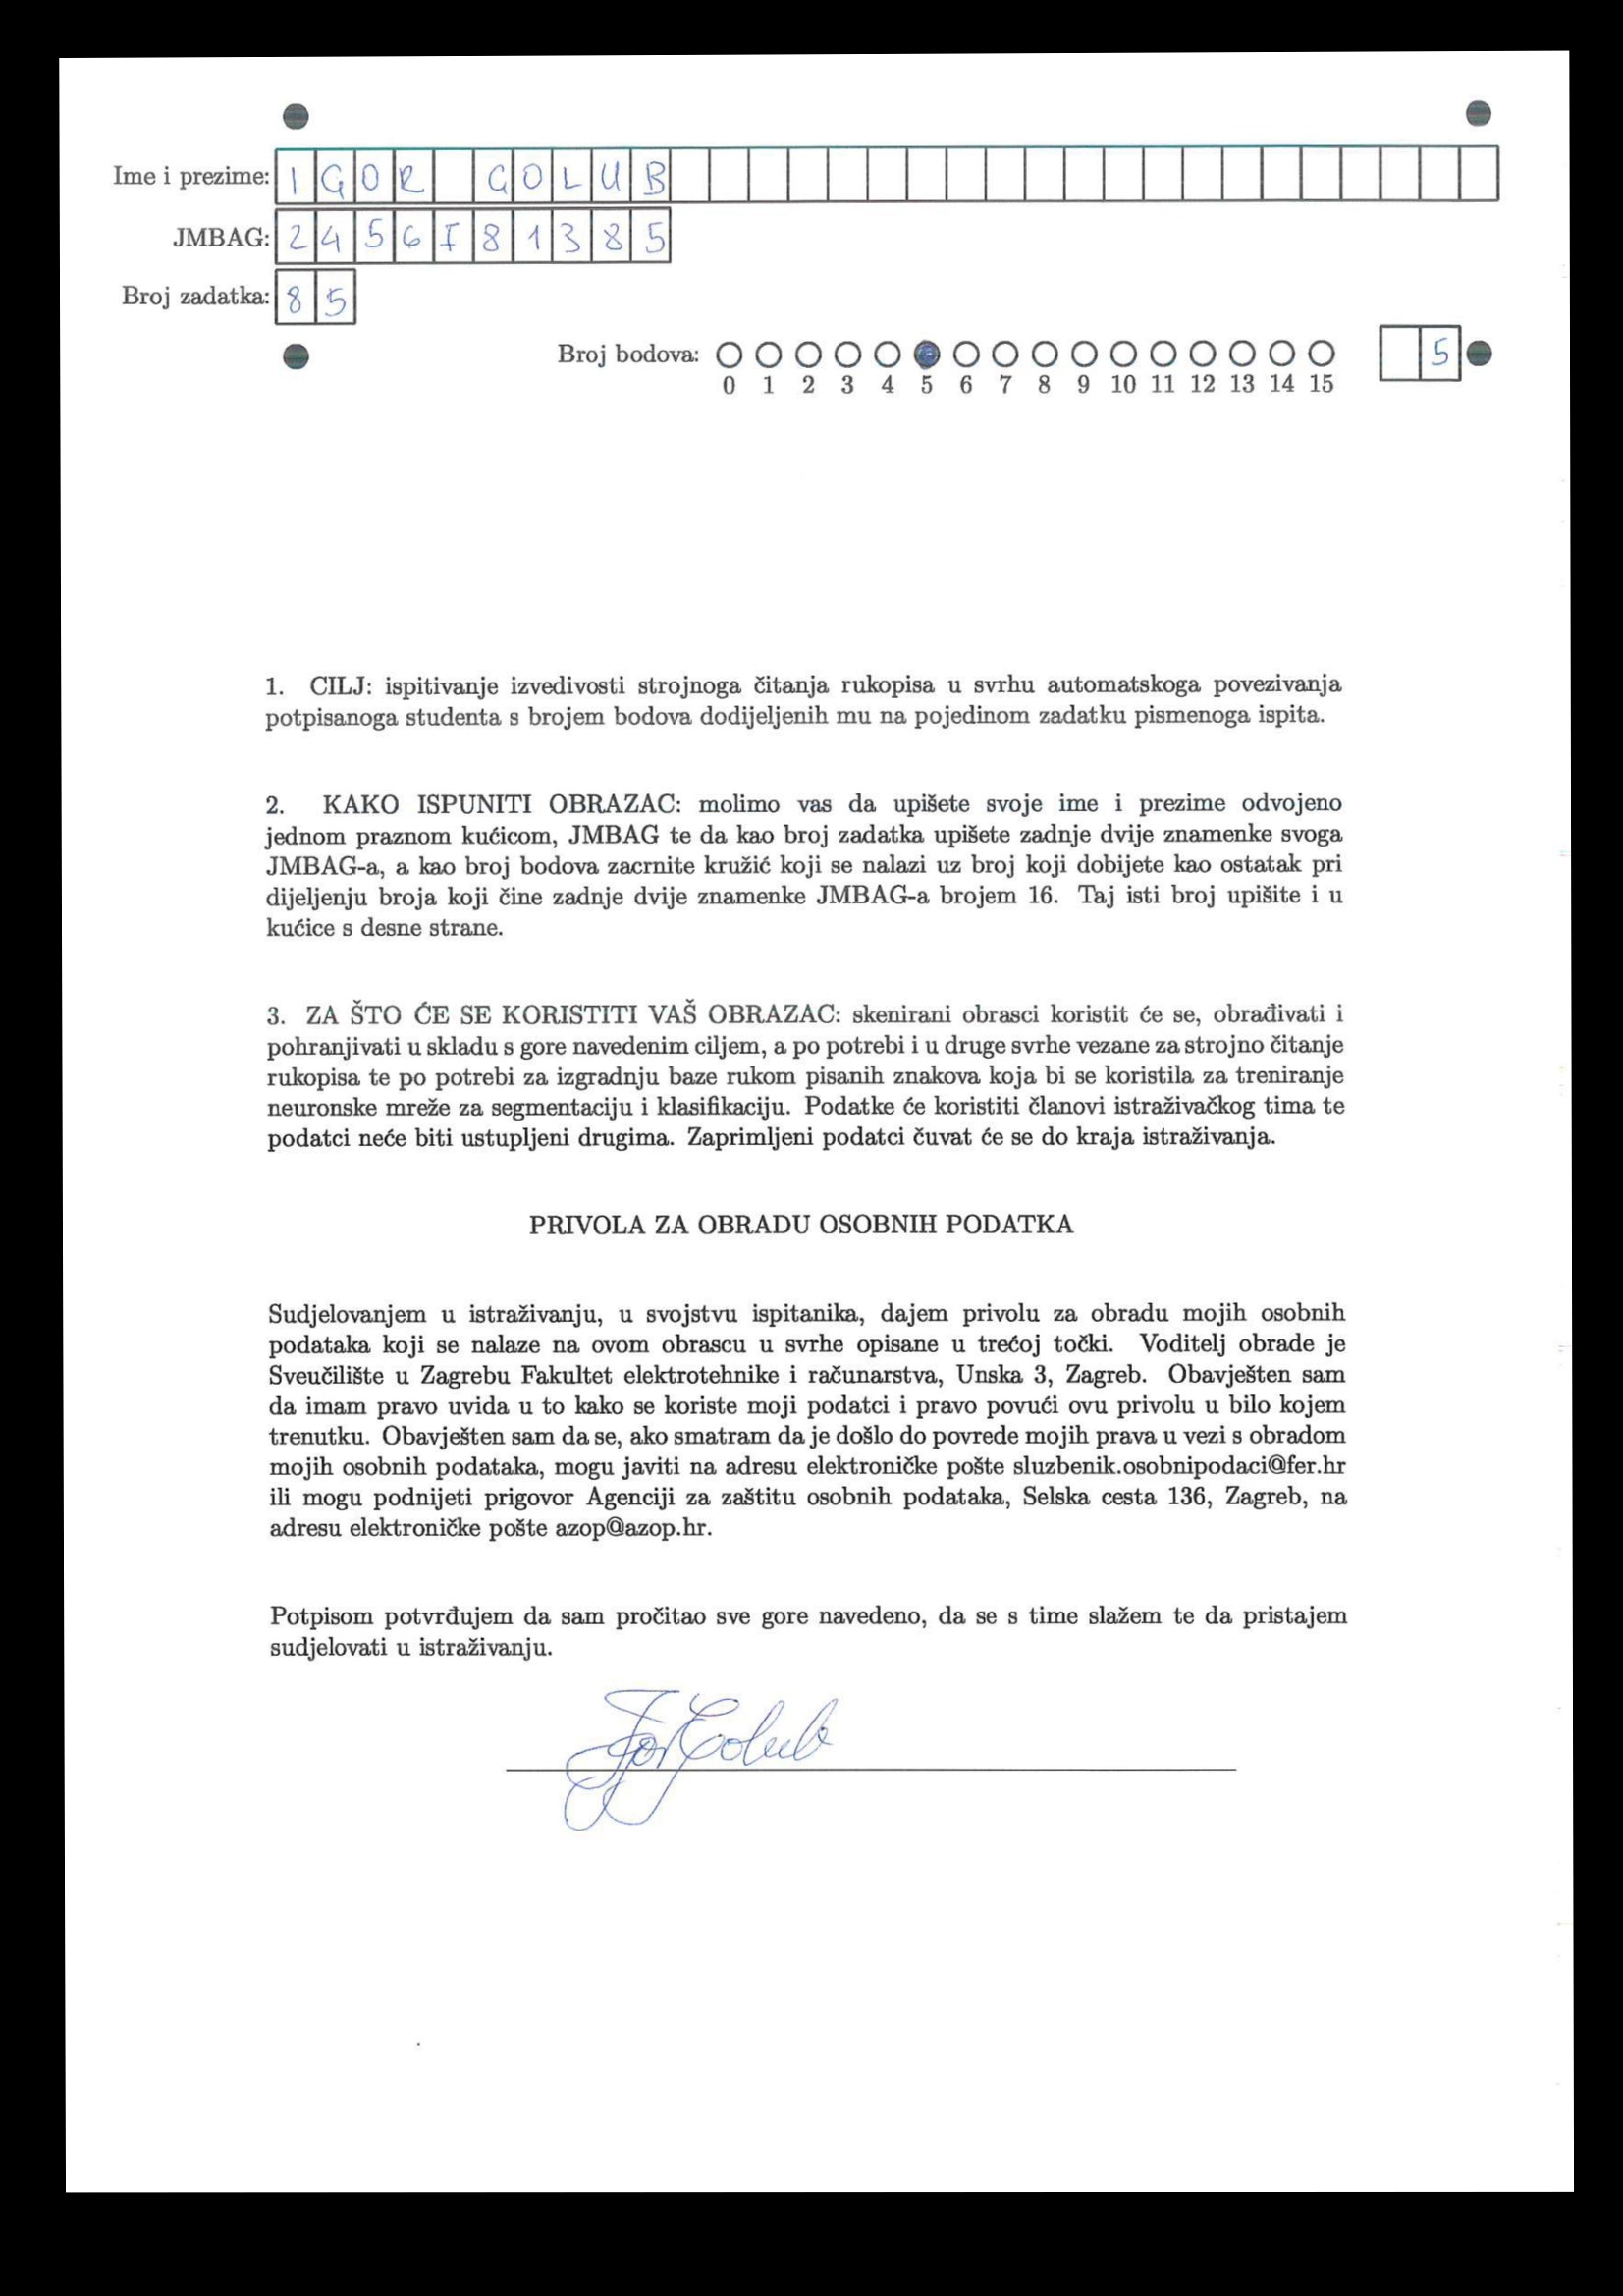 Ime i prezime: IGOR GOLUB
JMBAG: 2456781385
Broj zadatka: 85
Broj bodova: 5
0 1 2 3 4 5 6 7 8 9 10 11 12 13 14 15
1. CILJ: ispitivanje izvedivosti strojnoga čitanja rukopisa u svrhu automatskoga povezivanja
potpisanoga studenta s brojem bodova dodijeljenih mu na pojedinom zadatku pismenoga ispita.
2. KAKO ISPUNITI OBRAZAC: molimo vas da upišete svoje ime i prezime odvojeno
jednom praznom kućicom, JMBAG te da kao broj zadatka upišete zadnje dvije znamenke svoga
JMBAG-a, a kao broj bodova zacrnite kružić koji se nalazi uz broj koji dobijete kao ostatak pri
dijeljenju broja koji čine zadnje dvije znamenke JMBAG-a brojem 16. Taj isti broj upišite i u
kućice s desne strane.
3. ZA ŠTO ĆE SE KORISTITI VAŠ OBRAZAC: skenirani obrasci koristit će se, obrađivati i
pohranjivati u skladu s gore navedenim ciljem, a po potrebi i u druge svrhe vezane za strojno čitanje
rukopisa te po potrebi za izgradnju baze rukom pisanih znakova koja bi se koristila za treniranje
neuronske mreže za segmentaciju i klasifikaciju. Podatke će koristiti članovi istraživačkog tima te
podatci neće biti ustupljeni drugima. Zaprimljeni podatci čuvat će se do kraja istraživanja.
PRIVOLA ZA OBRADU OSOBNIH PODATKA
Sudjelovanjem u istraživanju, u svojstvu ispitanika, dajem privolu za obradu mojih osobnih
podataka koji se nalaze na ovom obrascu u svrhe opisane u trećoj točki. Voditelj obrade je
Sveučilište u Zagrebu Fakultet elektrotehnike i računarstva, Unska 3, Zagreb. Obavješten sam
da imam pravo uvida u to kako se koriste moji podatci i pravo povući ovu privolu u bilo kojem
trenutku. Obavješten sam da se, ako smatram da je došlo do povrede mojih prava u vezi s obradom
mojih osobnih podataka, mogu javiti na adresu elektroničke pošte sluzbenik.osobnipodaci@fer.hr
ili mogu podnijeti prigovor Agenciji za zaštitu osobnih podataka, Selska cesta 136, Zagreb, na
adresu elektroničke pošte azop@azop.hr.
Potpisom potvrđujem da sam pročitao sve gore navedeno, da se s time slažem te da pristajem
sudjelovati u istraživanju.
Igor Golub